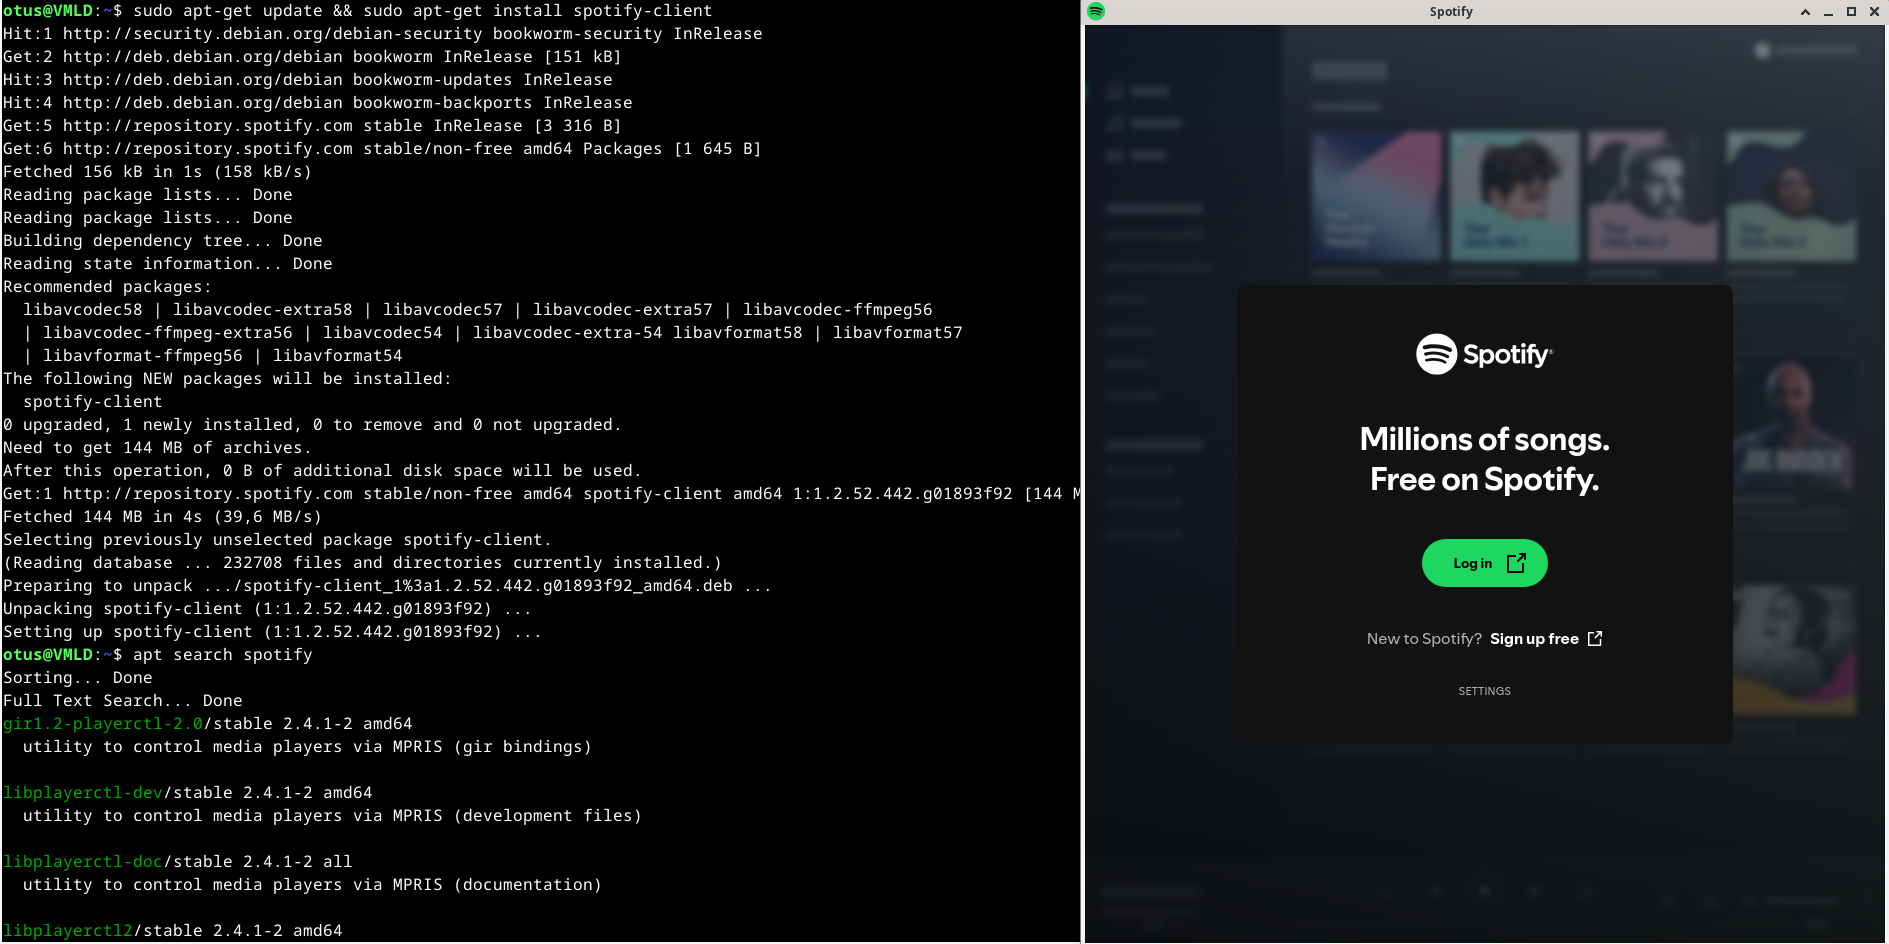 otus@VMLD:~$ sudo apt-get update && sudo apt-get install spotify-client
Hit:1 http://security.debian.org/debian-security bookworm-security InRelease
Get:2 http://deb.debian.org/debian bookworm InRelease [151 kB]
Hit:3 http://deb.debian.org/debian bookworm-updates InRelease
Hit:4 http://deb.debian.org/debian bookworm-backports InRelease
Get:5 http://repository.spotify.com stable InRelease [3 316 B]
Get:6 http://repository.spotify.com stable/non-free amd64 Packages [1 645 B]
Fetched 156 kB in 1s (158 kB/s)
Reading package lists... Done
Reading package lists... Done
Building dependency tree... Done
Reading state information... Done
Recommended packages:
  libavcodec58 | libavcodec-extra58 | libavcodec57 | libavcodec-extra57 | libavcodec-ffmpeg56
  | libavcodec-ffmpeg-extra56 | libavcodec54 | libavcodec-extra-54 libavformat58 | libavformat57
  | libavformat-ffmpeg56 | libavformat54
The following NEW packages will be installed:
  spotify-client
0 upgraded, 1 newly installed, 0 to remove and 0 not upgraded.
Need to get 144 MB of archives.
After this operation, 0 B of additional disk space will be used.
Get:1 http://repository.spotify.com stable/non-free amd64 spotify-client amd64 1:1.2.52.442.g01893f92 [144 M
Fetched 144 MB in 4s (39,6 MB/s)
Selecting previously unselected package spotify-client.
(Reading database ... 232708 files and directories currently installed.)
Preparing to unpack .../spotify-client_1%3a1.2.52.442.g01893f92_amd64.deb ...
Unpacking spotify-client (1:1.2.52.442.g01893f92) ...
Setting up spotify-client (1:1.2.52.442.g01893f92) ...
otus@VMLD:~$ apt search spotify
Sorting... Done
Full Text Search... Done
gir1.2-playerctl-2.0/stable 2.4.1-2 amd64
  utility to control media players via MPRIS (gir bindings)

libplayerctl-dev/stable 2.4.1-2 amd64
  utility to control media players via MPRIS (development files)

libplayerctl-doc/stable 2.4.1-2 all
  utility to control media players via MPRIS (documentation)

libplayerctl2/stable 2.4.1-2 amd64
Spotify
Your
Daily Mix 1
JOE BUDDEN
Spotify
Millions of songs.
Free on Spotify.
Log in
New to Spotify? Sign up free
SETTINGS